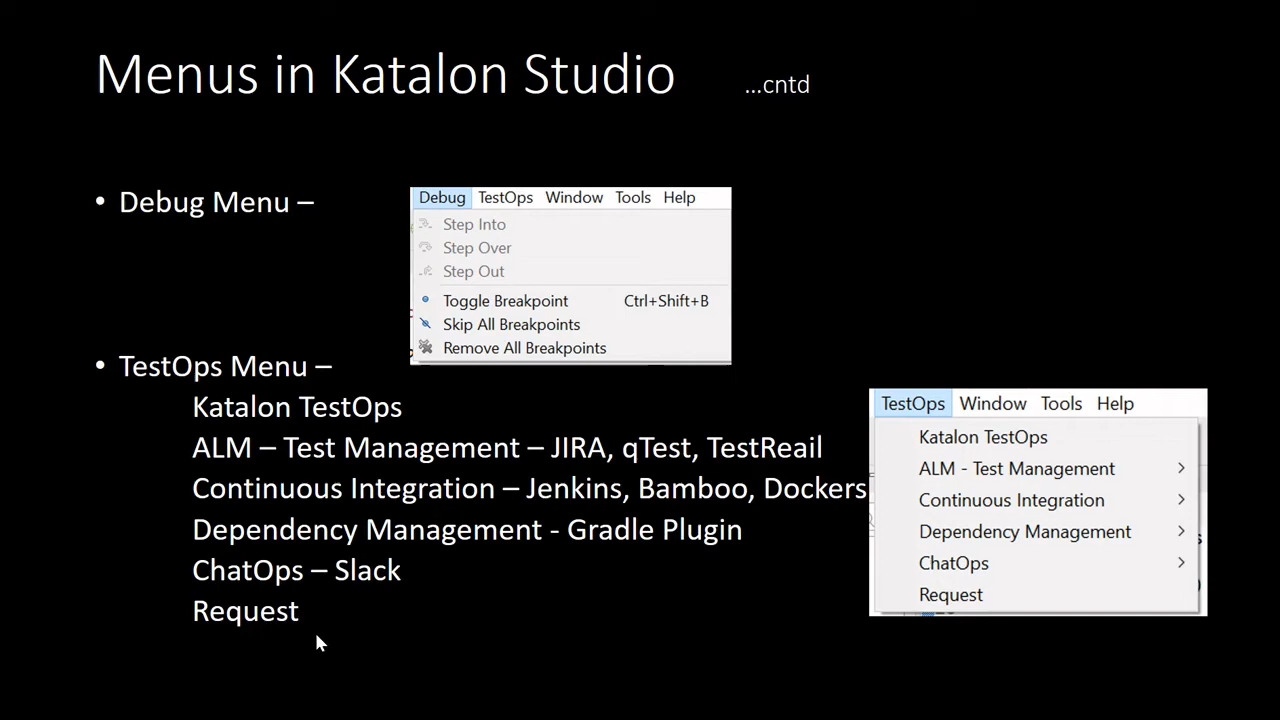 Menus in Katalon Studio ...cntd
• Debug Menu –
Debug TestOps Window Tools Help
Step Into
Step Over
Step Out
Toggle Breakpoint Ctrl+Shift+B
Skip All Breakpoints
Remove All Breakpoints
• TestOps Menu –
Katalon TestOps
ALM – Test Management – JIRA, qTest, TestReail
Continuous Integration – Jenkins, Bamboo, Dockers
Dependency Management - Gradle Plugin
ChatOps – Slack
Request
TestOps Window Tools Help
Katalon TestOps
ALM - Test Management
Continuous Integration
Dependency Management
ChatOps
Request